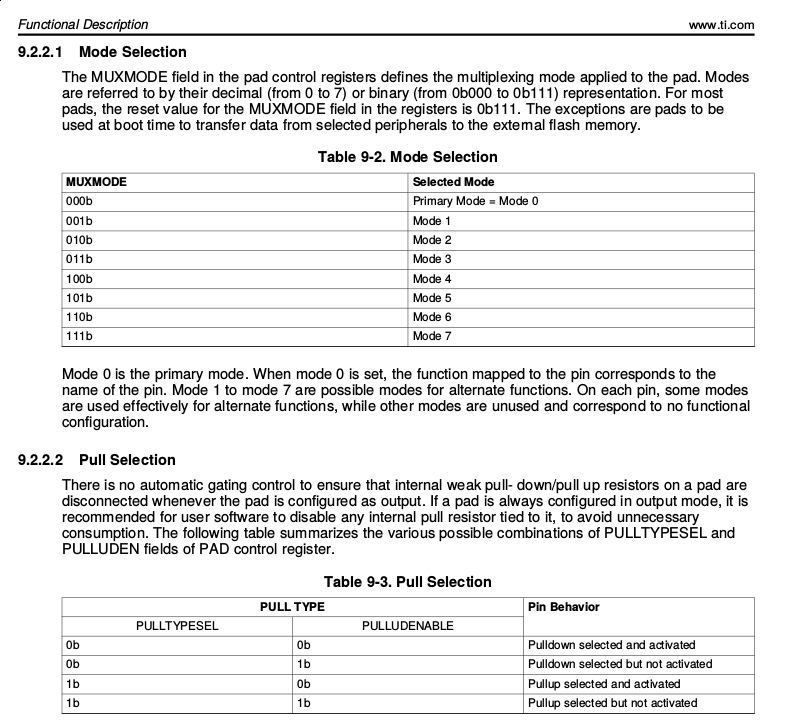 Functional Description www.ti.com
9.2.2.1 Mode Selection
The MUXMODE field in the pad control registers defines the multiplexing mode applied to the pad. Modes
are referred to by their decimal (from 0 to 7) or binary (from 0b000 to 0b111) representation. For most
pads, the reset value for the MUXMODE field in the registers is 0b111. The exceptions are pads to be
used at boot time to transfer data from selected peripherals to the external flash memory.
Table 9-2. Mode Selection
MUXMODE Selected Mode
000b Primary Mode = Mode 0
001b Mode 1
010b Mode 2
011b Mode 3
100b Mode 4
101b Mode 5
110b Mode 6
111b Mode 7
Mode 0 is the primary mode. When mode 0 is set, the function mapped to the pin corresponds to the
name of the pin. Mode 1 to mode 7 are possible modes for alternate functions. On each pin, some modes
are used effectively for alternate functions, while other modes are unused and correspond to no functional
configuration.
9.2.2.2 Pull Selection
There is no automatic gating control to ensure that internal weak pull- down/pull up resistors on a pad are
disconnected whenever the pad is configured as output. If a pad is always configured in output mode, it is
recommended for user software to disable any internal pull resistor tied to it, to avoid unnecessary
consumption. The following table summarizes the various possible combinations of PULLTYPESEL and
PULLUDEN fields of PAD control register.
Table 9-3. Pull Selection
PULL TYPE Pin Behavior
PULLTYPESEL PULLUDENABLE
0b 0b Pulldown selected and activated
0b 1b Pulldown selected but not activated
1b 0b Pullup selected and activated
1b 1b Pullup selected but not activated